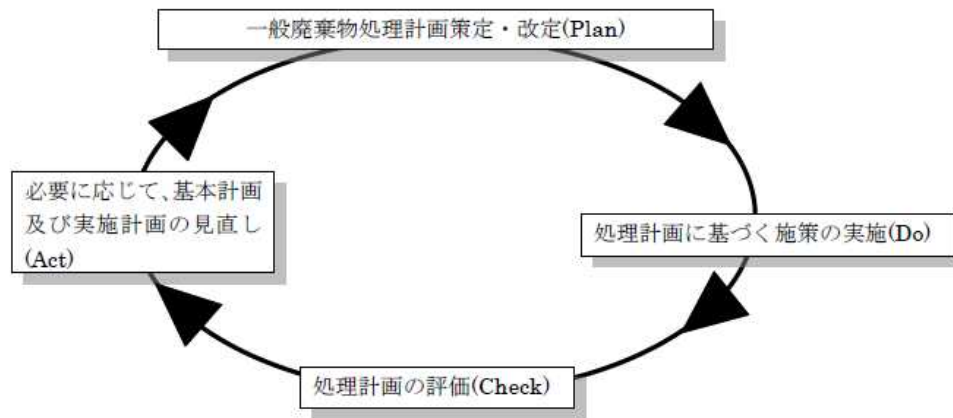 一般廃棄物処理計画策定・改定(Plan)
必要に応じて、基本計画
及び実施計画の見直し
(Act)
処理計画に基づく施策の実施(Do)
処理計画の評価(Check)